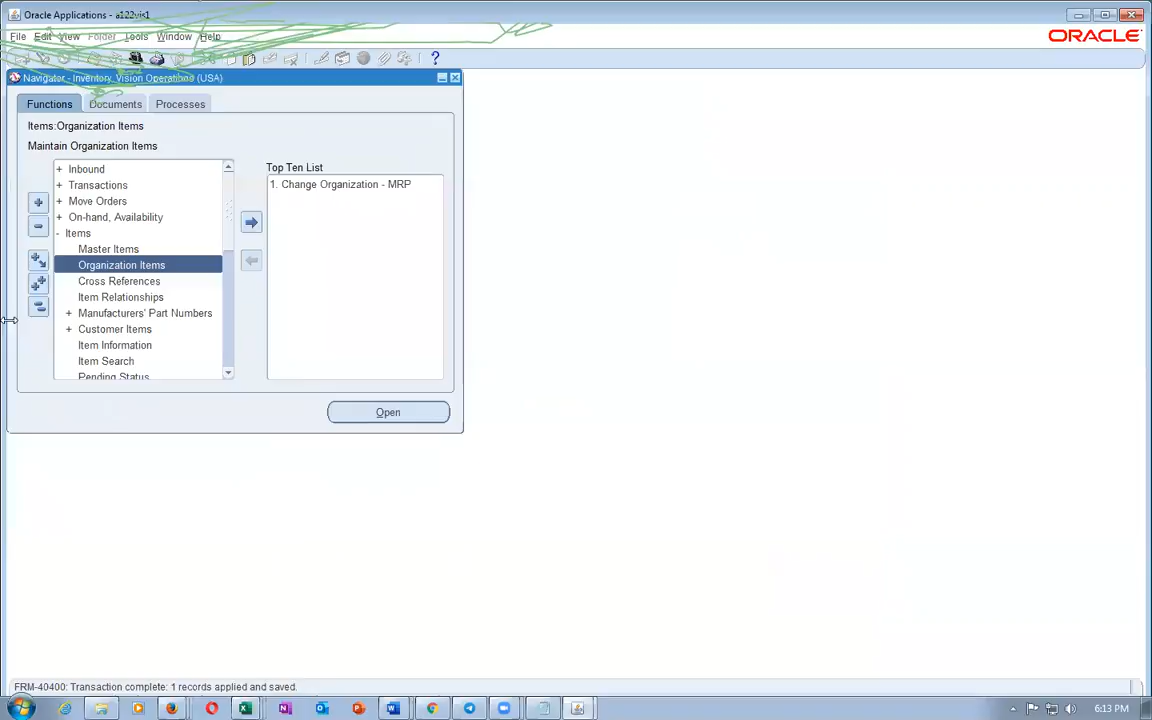 Oracle Applications - a122vis1
File Edit View Folder Tools Window Help
ORACLE
Navigator - Inventory, Vision Operations (USA)
Functions Documents Processes
Items:Organization Items
Maintain Organization Items
Top Ten List
+ Inbound
+ Transactions
1. Change Organization - MRP
+ Move Orders
+ On-hand, Availability
- Items
Master Items
Organization Items
Cross References
Item Relationships
+ Manufacturers' Part Numbers
+ Customer Items
Item Information
Item Search
Pending Status
Open
FRM-40400: Transaction complete: 1 records applied and saved.
6:13 PM